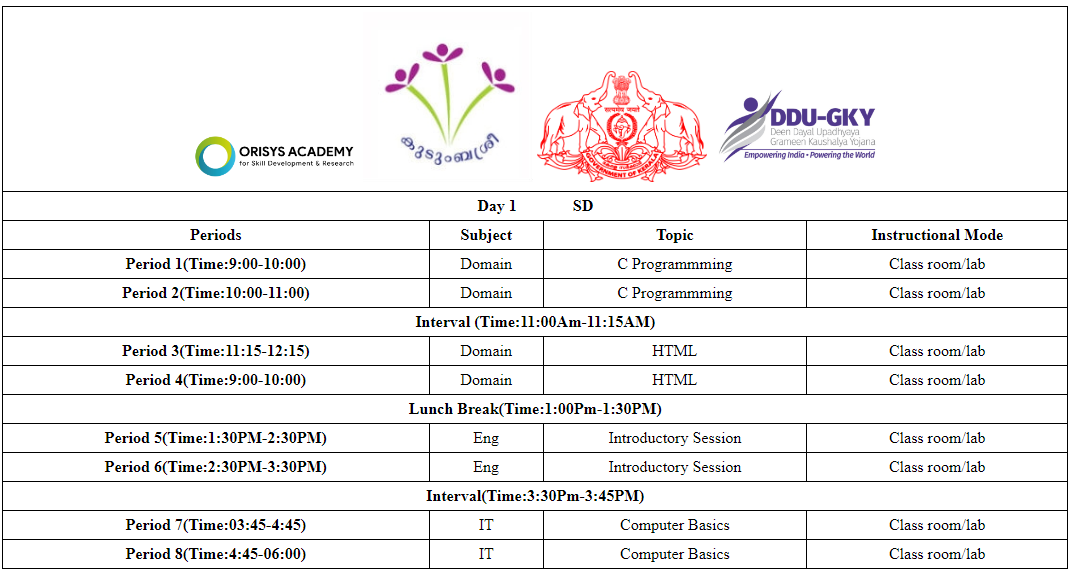 ORISYS ACADEMY
for Skill Development & Research
കുടുംബശ്രീ
सत्यमेव जयते
GOVERNMENT OF KERALA
DDU-GKY
Deen Dayal Upadhyaya
Grameen Kaushalya Yojana
Empowering India • Powering the World
Day 1 SD
Periods Subject Topic Instructional Mode
Period 1(Time:9:00-10:00) Domain C Programmming Class room/lab
Period 2(Time:10:00-11:00) Domain C Programmming Class room/lab
Interval (Time:11:00Am-11:15AM)
Period 3(Time:11:15-12:15) Domain HTML Class room/lab
Period 4(Time:9:00-10:00) Domain HTML Class room/lab
Lunch Break(Time:1:00Pm-1:30PM)
Period 5(Time:1:30PM-2:30PM) Eng Introductory Session Class room/lab
Period 6(Time:2:30PM-3:30PM) Eng Introductory Session Class room/lab
Interval(Time:3:30Pm-3:45PM)
Period 7(Time:03:45-4:45) IT Computer Basics Class room/lab
Period 8(Time:4:45-06:00) IT Computer Basics Class room/lab